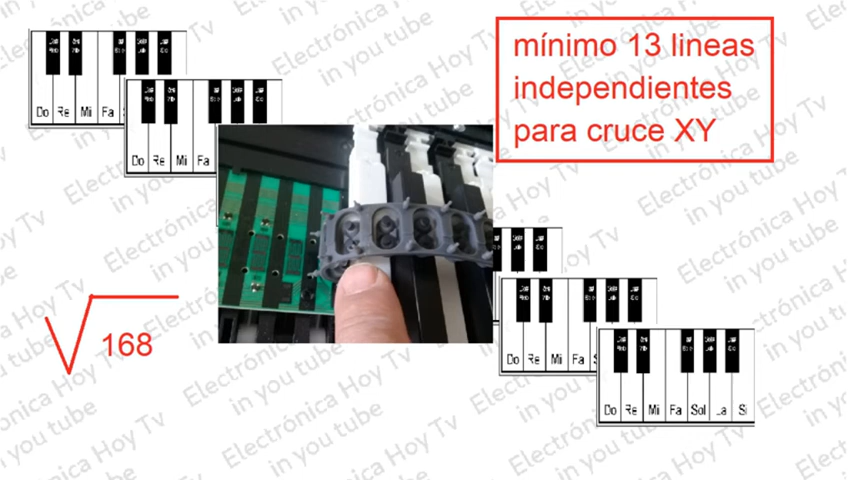 mínimo 13 lineas
independientes
para cruce XY
Do Re Mi Fa
Do Re Mi Fa
168
Do Re Mi Fa S
Do Re Mi Fa Sol La Si
Electrónica Hoy Tv
in you tube